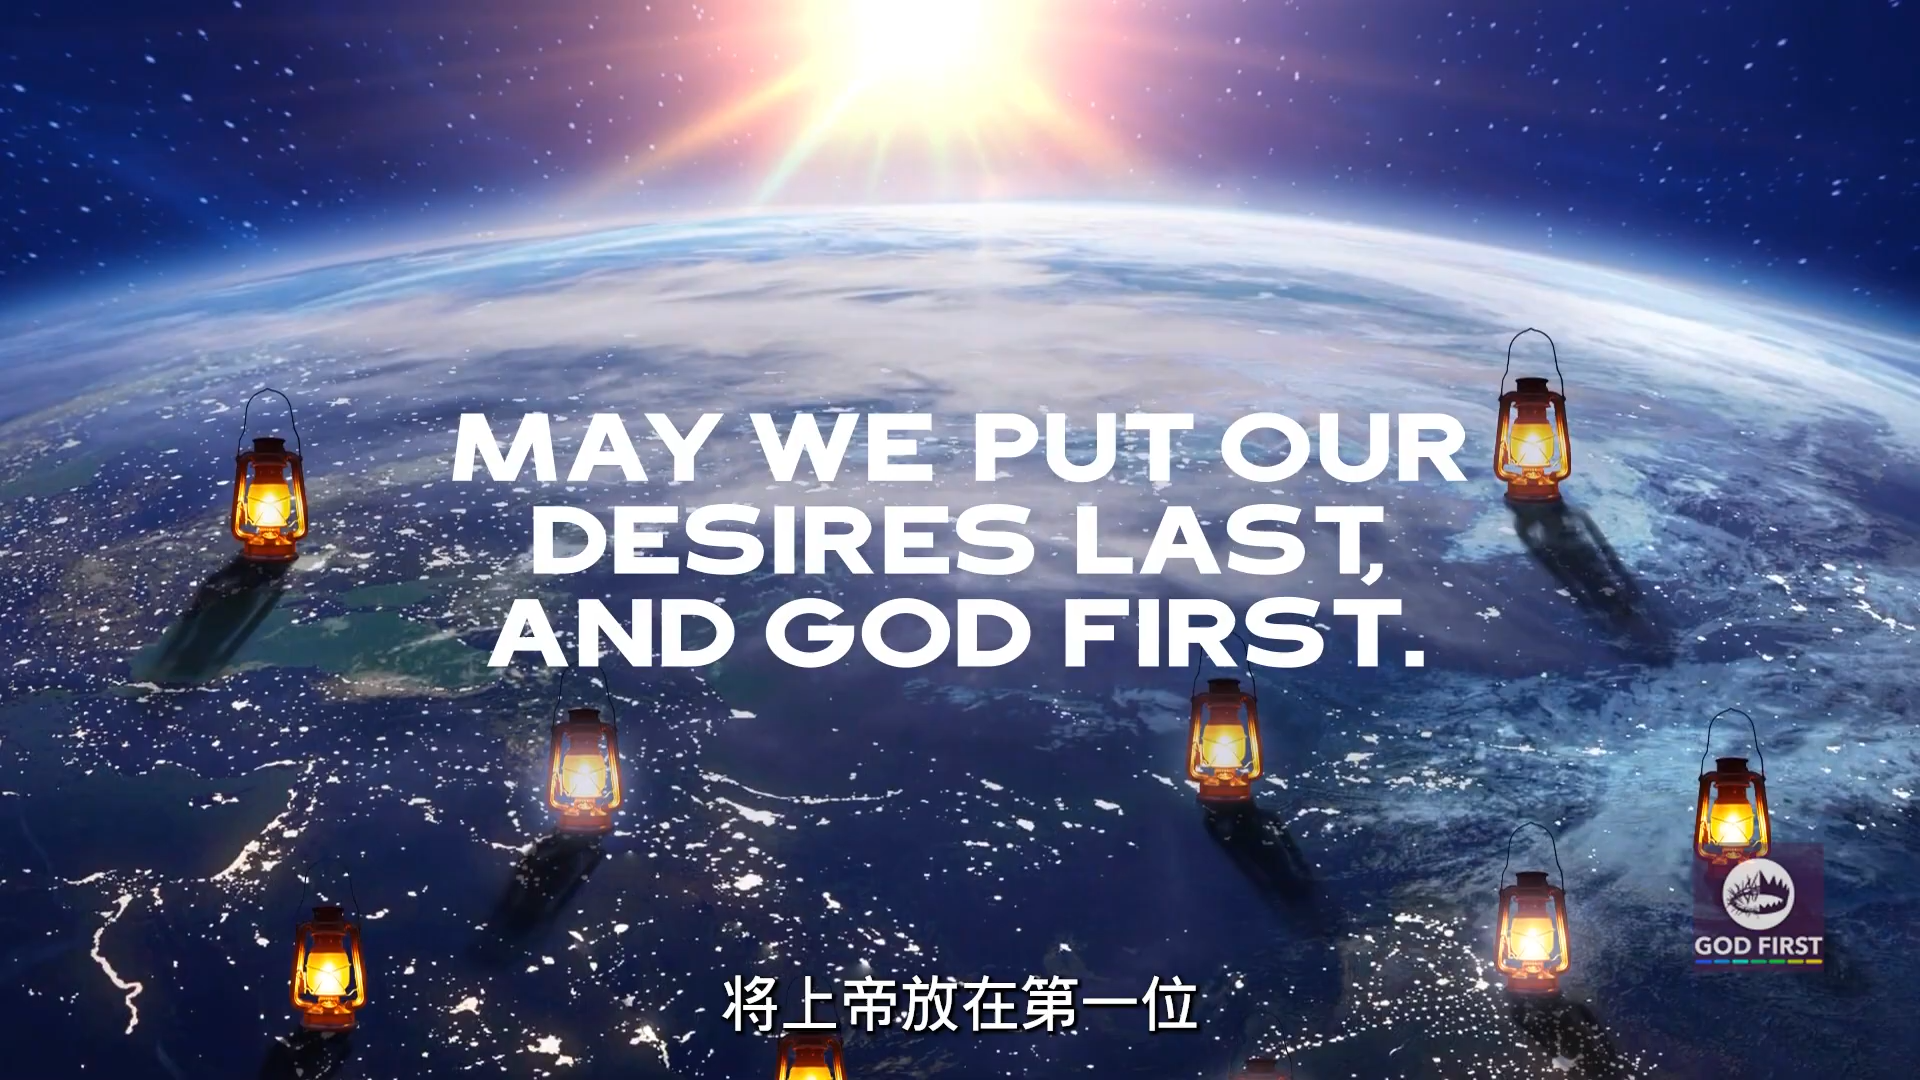 MAY WE PUT OUR
DESIRES LAST,
AND GOD FIRST.
GOD FIRST
将上帝放在第一位